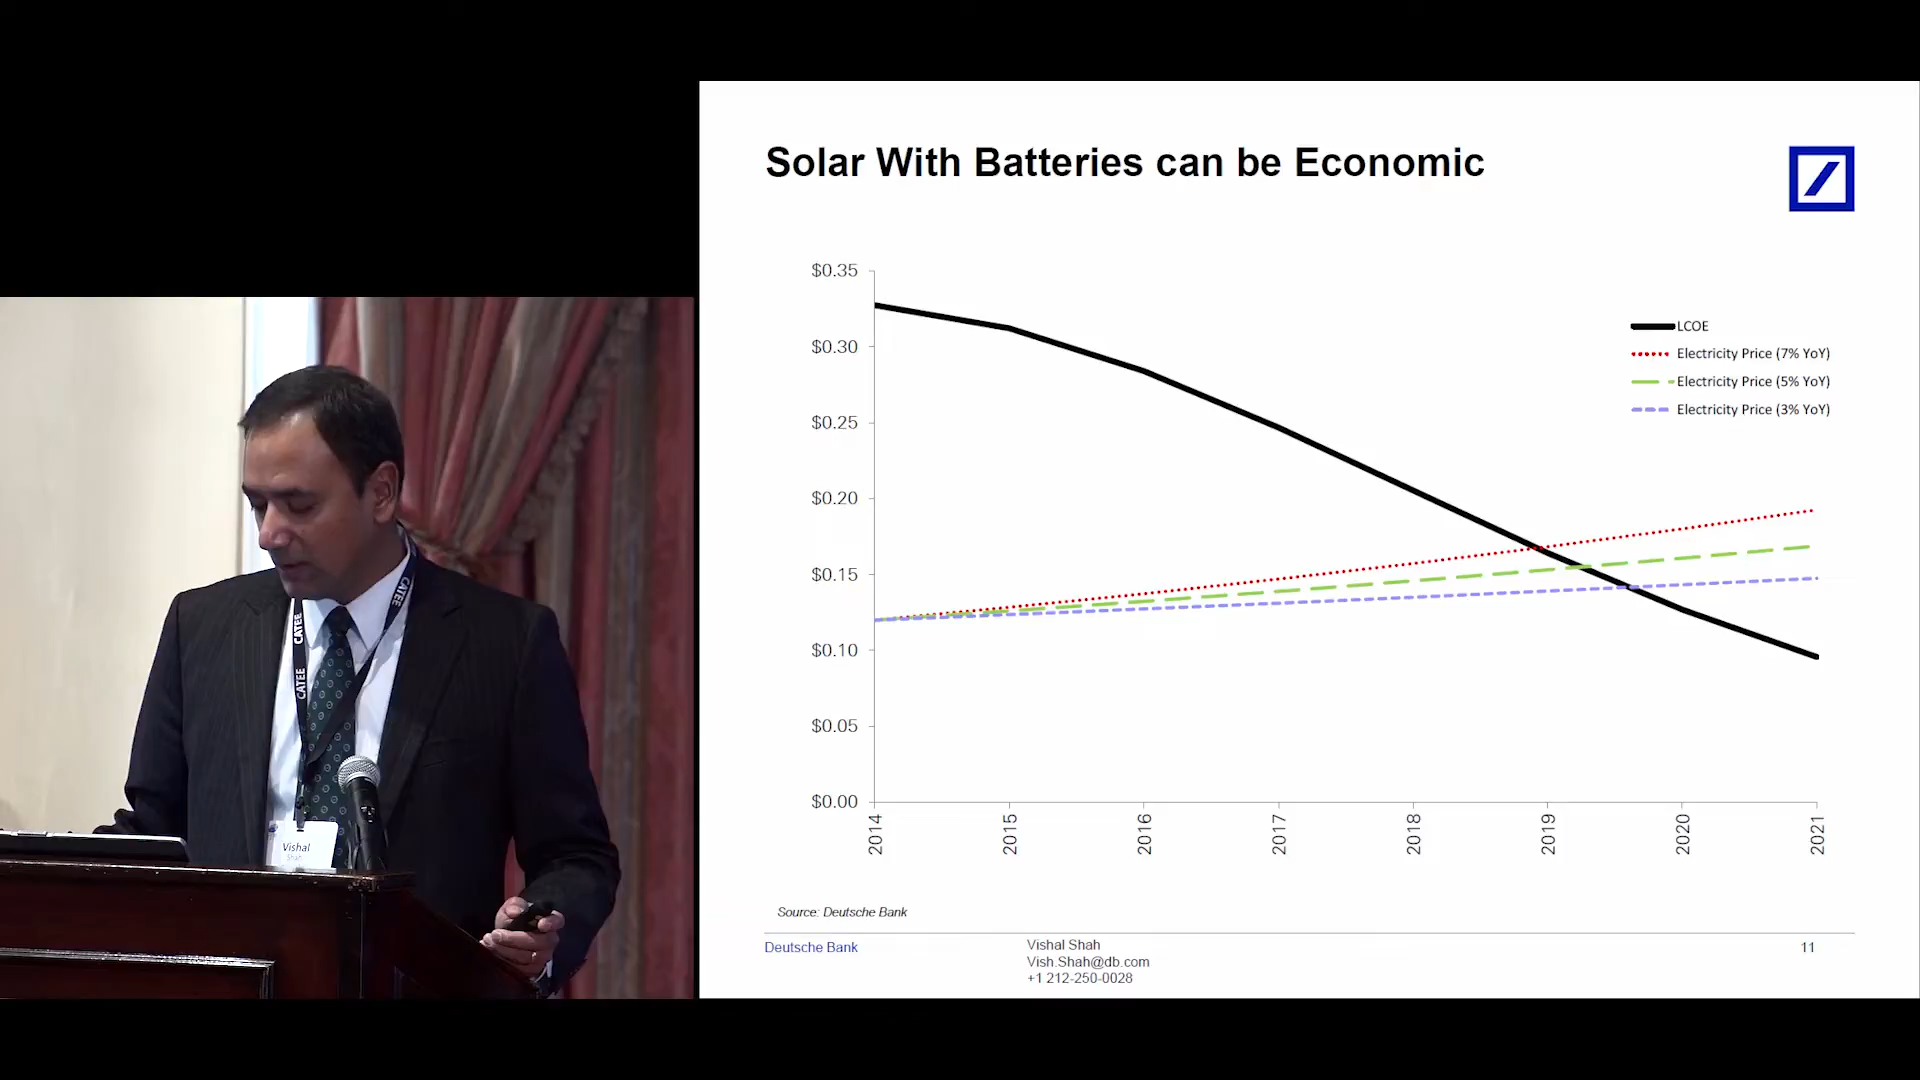 Solar With Batteries can be Economic
$0.35
$0.30
$0.25
$0.20
$0.15
$0.10
$0.05
$0.00
2014
2015
2016
2017
2018
2019
2020
2021
LCOE
Electricity Price (7% YoY)
Electricity Price (5% YoY)
Electricity Price (3% YoY)
Source: Deutsche Bank
Deutsche Bank
Vishal Shah
Vish.Shah@db.com
+1 212-250-0028
11
CATEE
CATEE
CATEE
Vishal
Shah